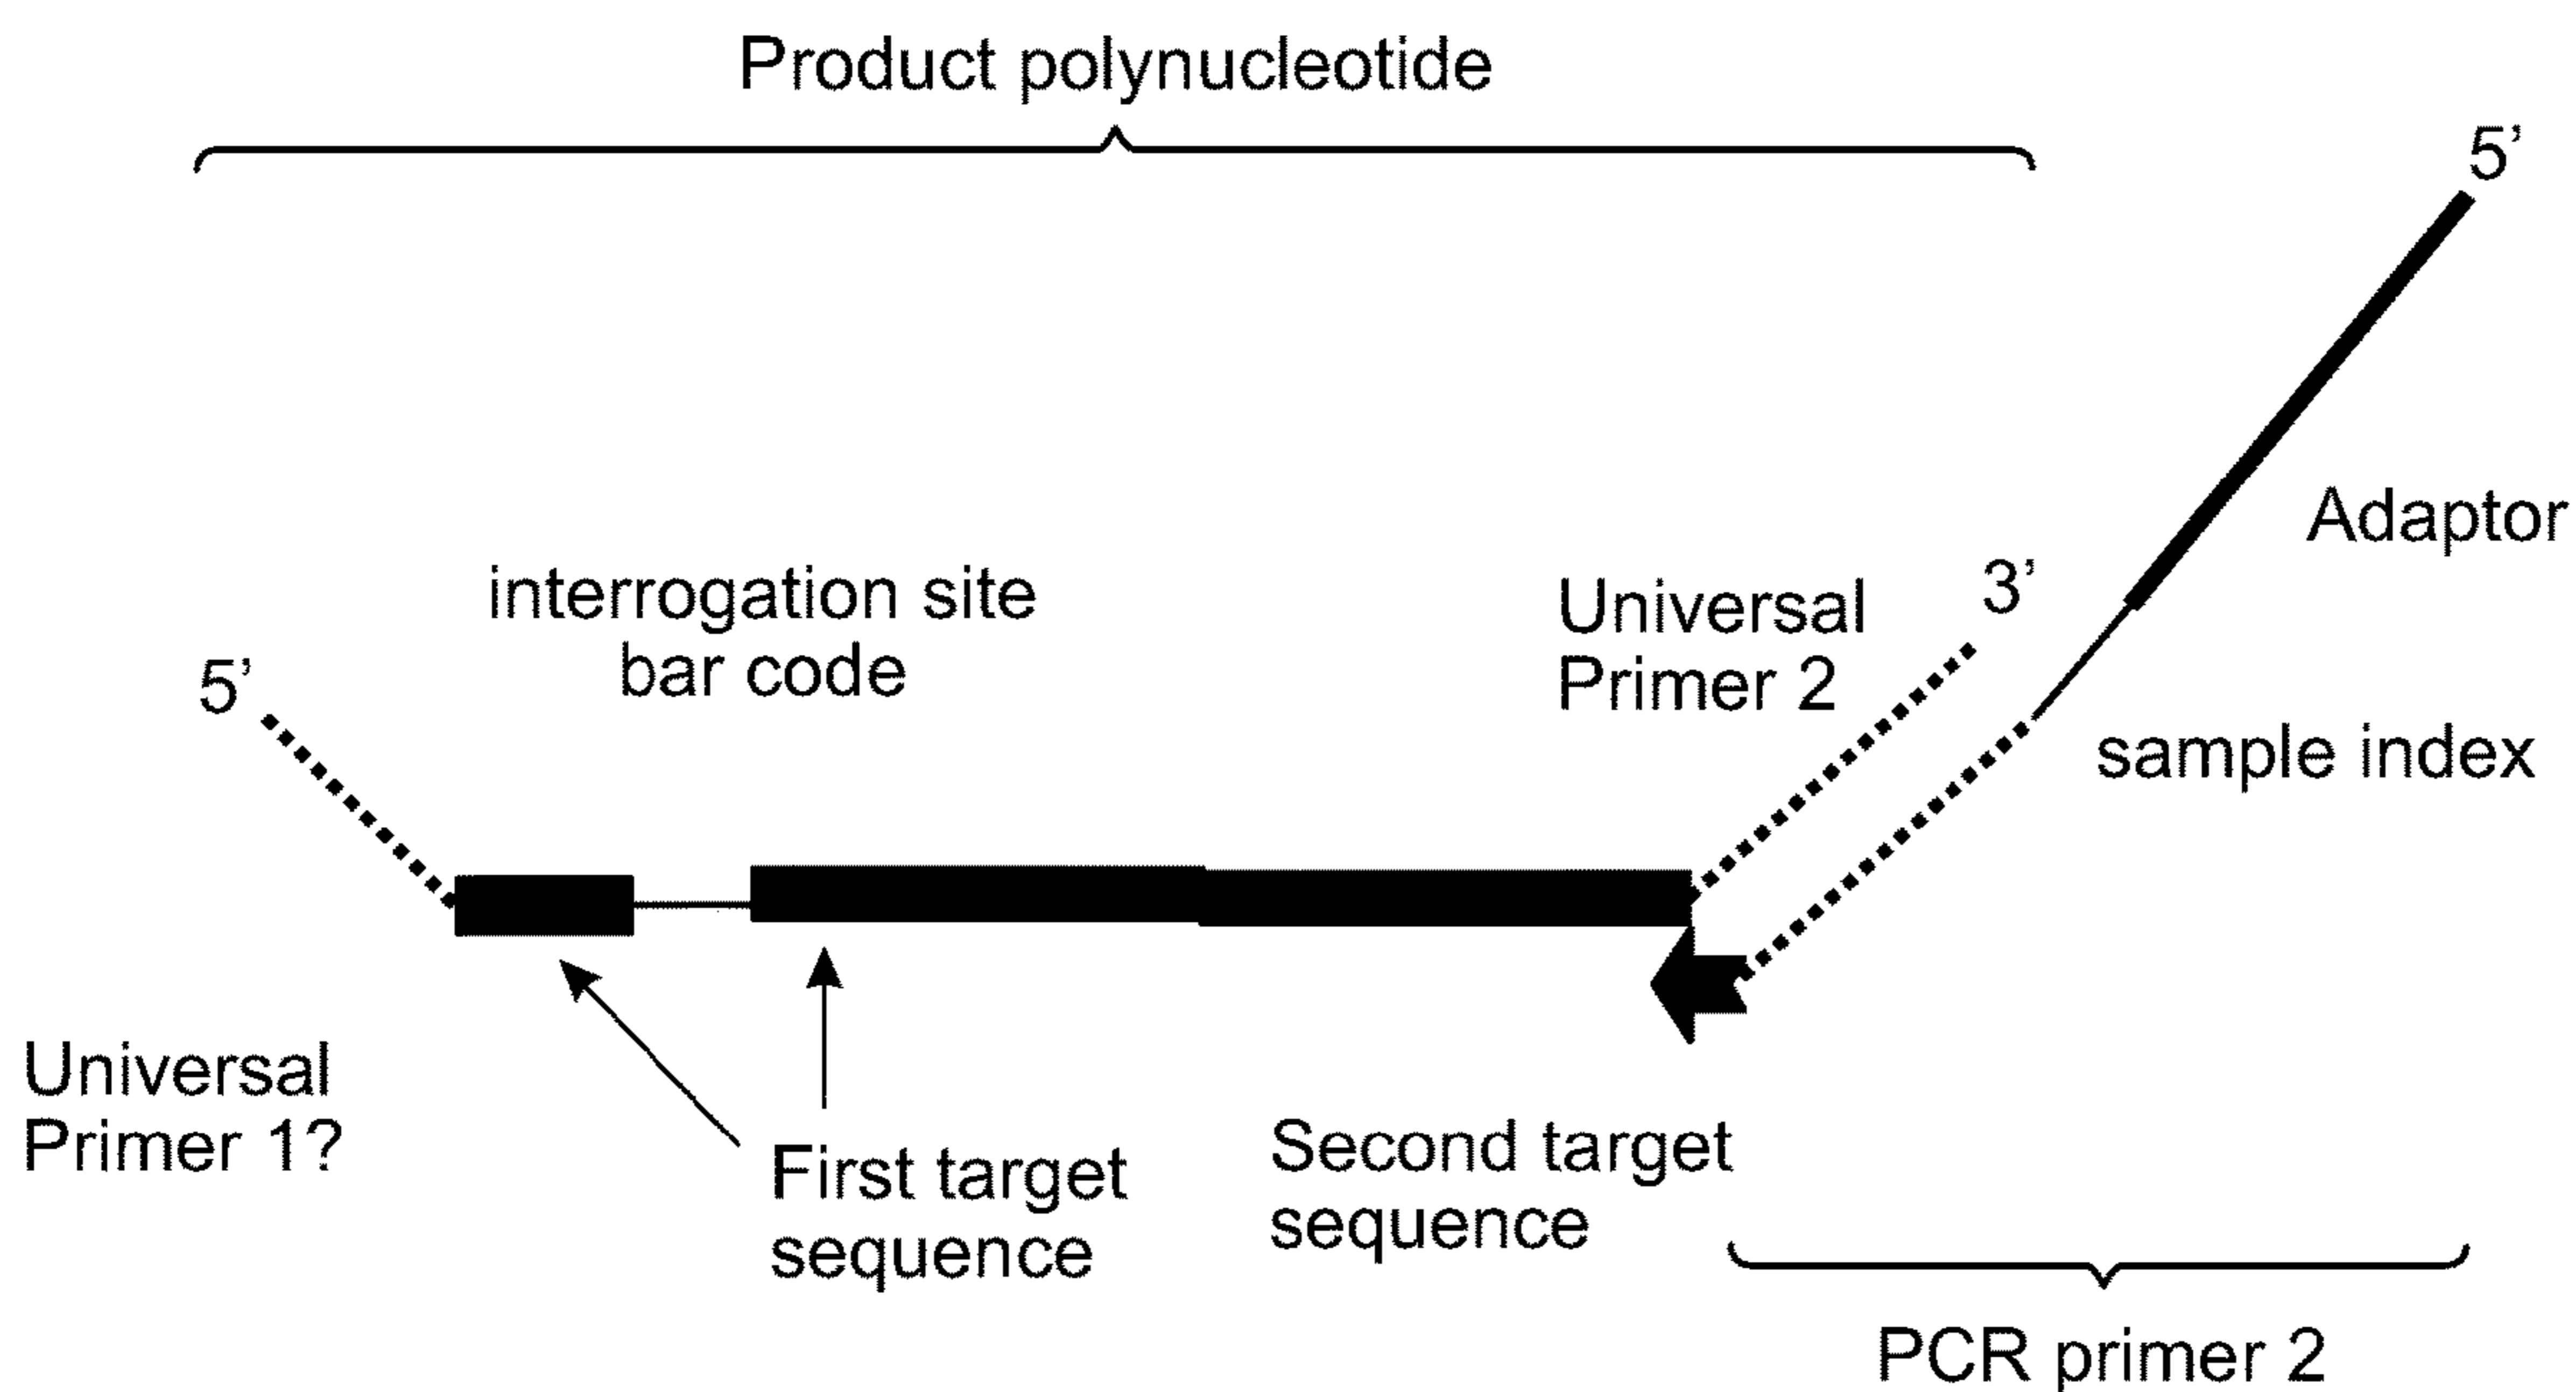 Product polynucleotide
5’
Adaptor
interrogation site
bar code
Universal
Primer 2
3’
5’
sample index
Universal
Primer 1?
First target
sequence
Second target
sequence
PCR primer 2